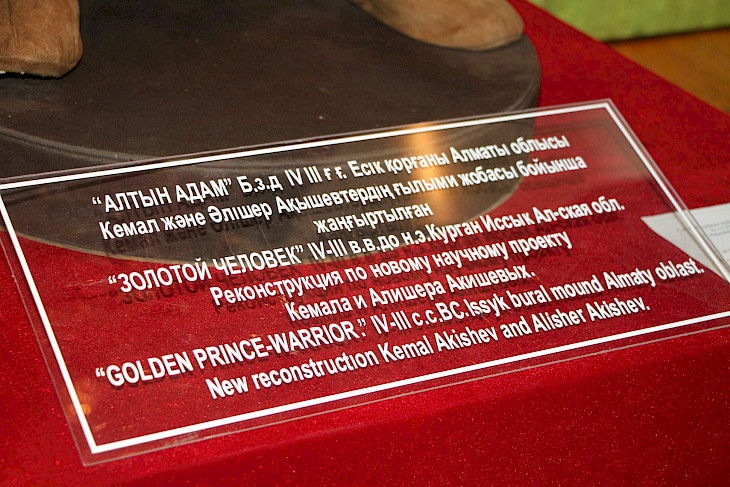 “АЛТЫН АДАМ” Б.з.д IV III ғ ғ. Есік қорғаны Алматы облысы
Кемал және Әлішер Ақышевтердің ғылыми жобасы бойынша
жаңғыртылған
“ЗОЛОТОЙ ЧЕЛОВЕК” IV-III в.в.до н.э.Курган Иссык Ал-ская обл.
Реконструкция по новому научному проекту
Кемала и Алишера Акишевых.
“GOLDEN PRINCE-WARRIOR.” IV-III c.c.BC.Issyk bural mound Almaty oblast.
New reconstruction Kemal Akishev and Alisher Akishev.